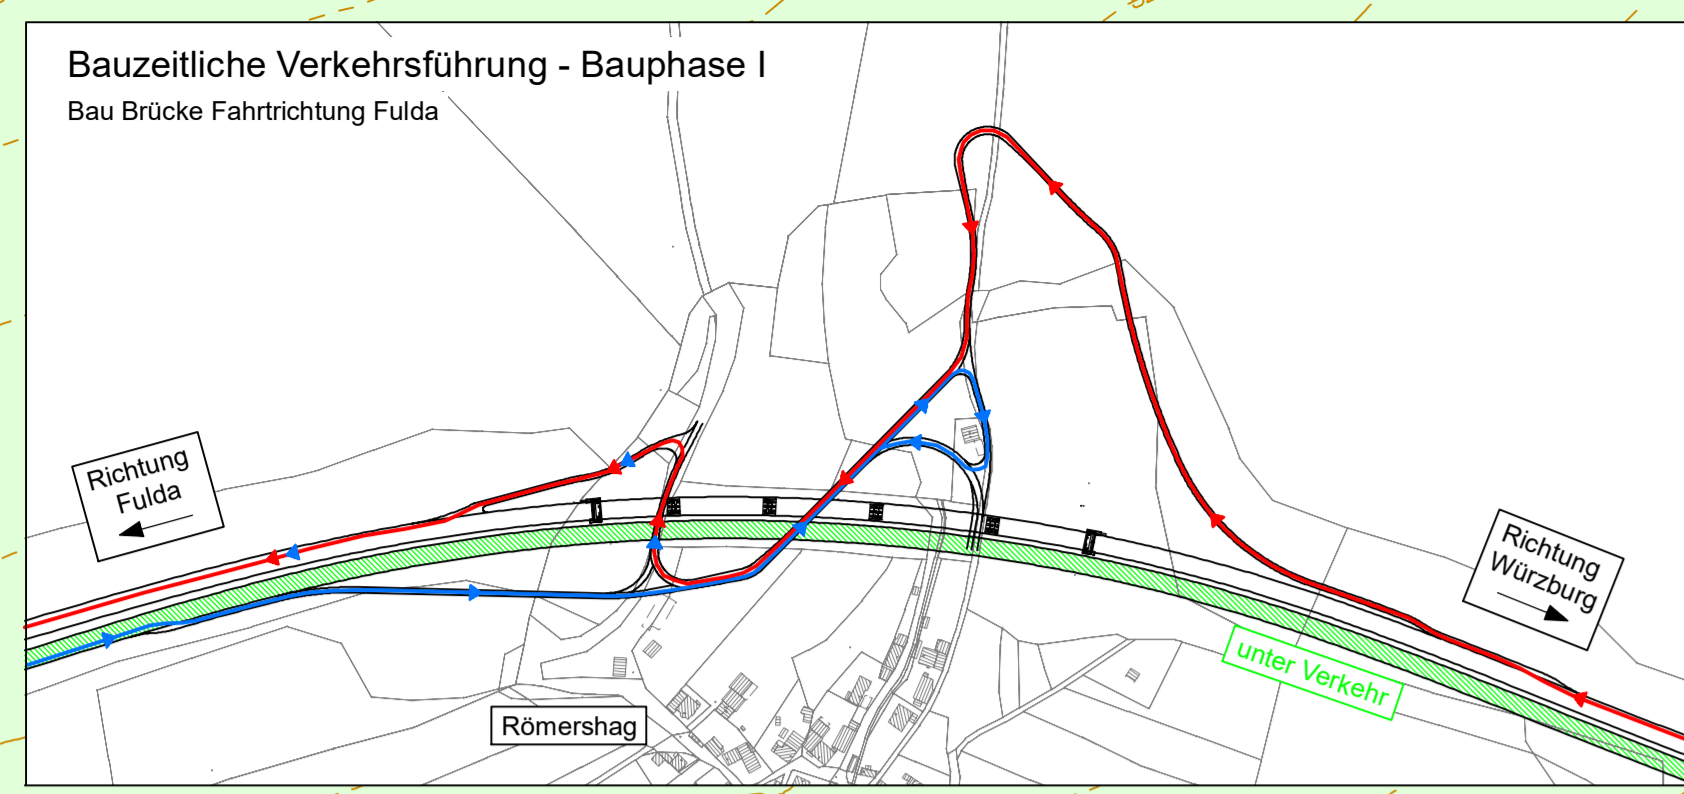 Bauzeitliche Verkehrsführung - Bauphase I
Bau Brücke Fahrtrichtung Fulda
Richtung
Fulda
Richtung
Würzburg
unter Verkehr
Römershag